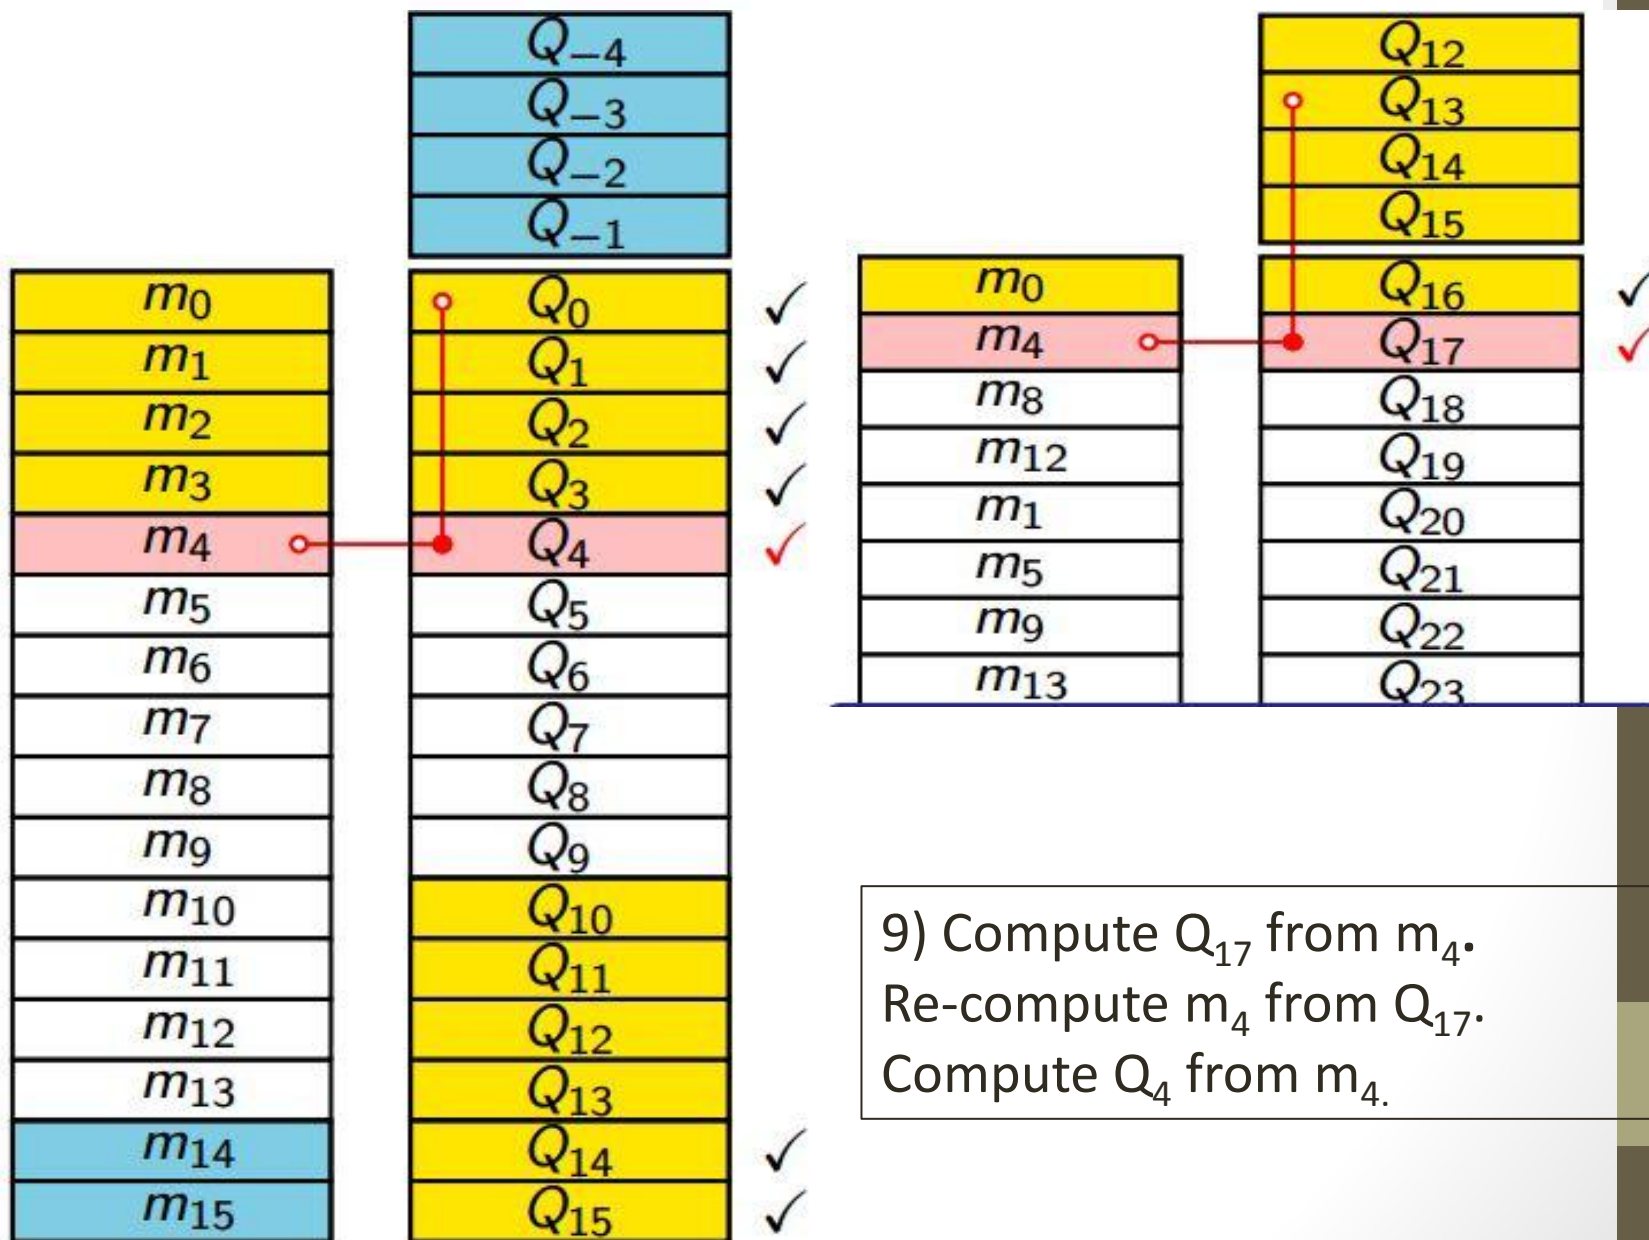 Q₋₄
Q₋₃
Q₋₂
Q₋₁
m₀ Q₀ ✓
m₁ Q₁ ✓
m₂ Q₂ ✓
m₃ Q₃ ✓
m₄ Q₄ ✓
m₅ Q₅
m₆ Q₆
m₇ Q₇
m₈ Q₈
m₉ Q₉
m₁₀ Q₁₀
m₁₁ Q₁₁
m₁₂ Q₁₂
m₁₃ Q₁₃
m₁₄ Q₁₄ ✓
m₁₅ Q₁₅ ✓
Q₁₂
Q₁₃
Q₁₄
Q₁₅
m₀ Q₁₆ ✓
m₄ Q₁₇ ✓
m₈ Q₁₈
m₁₂ Q₁₉
m₁ Q₂₀
m₅ Q₂₁
m₉ Q₂₂
m₁₃ Q₂₃
9) Compute Q₁₇ from m₄.
Re-compute m₄ from Q₁₇.
Compute Q₄ from m₄.